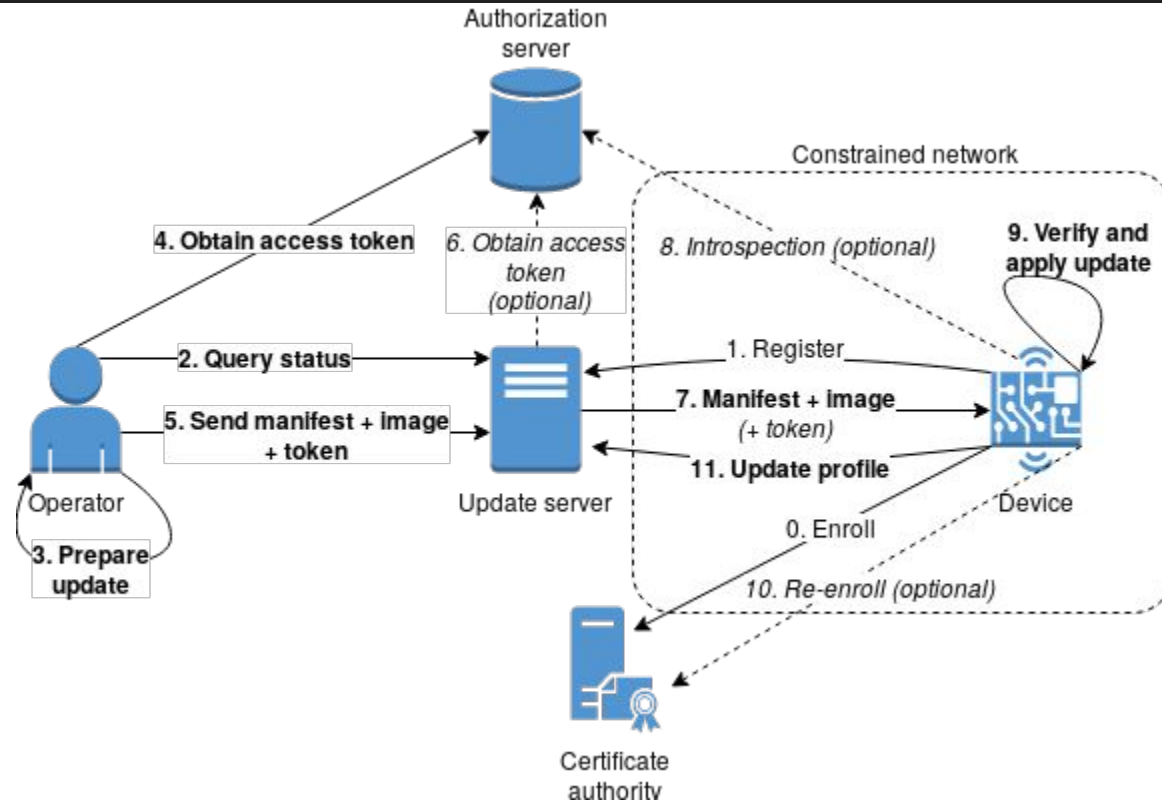 Authorization
server
Constrained network
4. Obtain access token
6. Obtain access
token
(optional)
8. Introspection (optional)
9. Verify and
apply update
2. Query status
1. Register
5. Send manifest + image
+ token
7. Manifest + image
(+ token)
11. Update profile
Operator
Update server
Device
3. Prepare
update
0. Enroll
10. Re-enroll (optional)
Certificate
authority